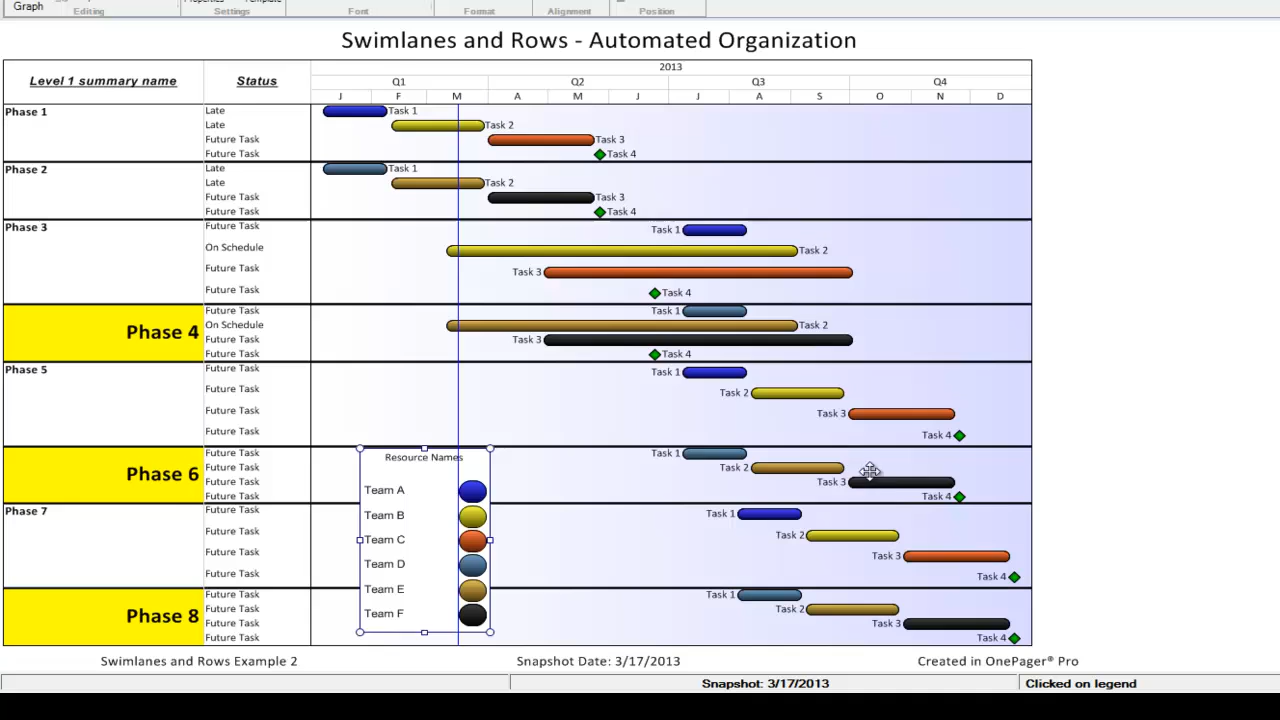 Graph
Editing Settings Font Format Alignment Position
Swimlanes and Rows - Automated Organization
Level 1 summary name Status 2013
Q1 Q2 Q3 Q4
J F M A M J J A S O N D
Phase 1 Late Task 1
Late Task 2
Future Task Task 3
Future Task Task 4
Phase 2 Late Task 1
Late Task 2
Future Task Task 3
Future Task Task 4
Phase 3 Future Task Task 1
On Schedule Task 2
Future Task Task 3
Future Task Task 4
Phase 4 Future Task Task 1
On Schedule Task 2
Future Task Task 3
Future Task Task 4
Phase 5 Future Task Task 1
Future Task Task 2
Future Task Task 3
Future Task Task 4
Phase 6 Future Task Task 1
Future Task Task 2
Future Task Task 3
Future Task Task 4
Phase 7 Future Task Task 1
Future Task Task 2
Future Task Task 3
Future Task Task 4
Phase 8 Future Task Task 1
Future Task Task 2
Future Task Task 3
Future Task Task 4
Resource Names
Team A
Team B
Team C
Team D
Team E
Team F
Swimlanes and Rows Example 2 Snapshot Date: 3/17/2013 Created in OnePager® Pro
Snapshot: 3/17/2013 Clicked on legend